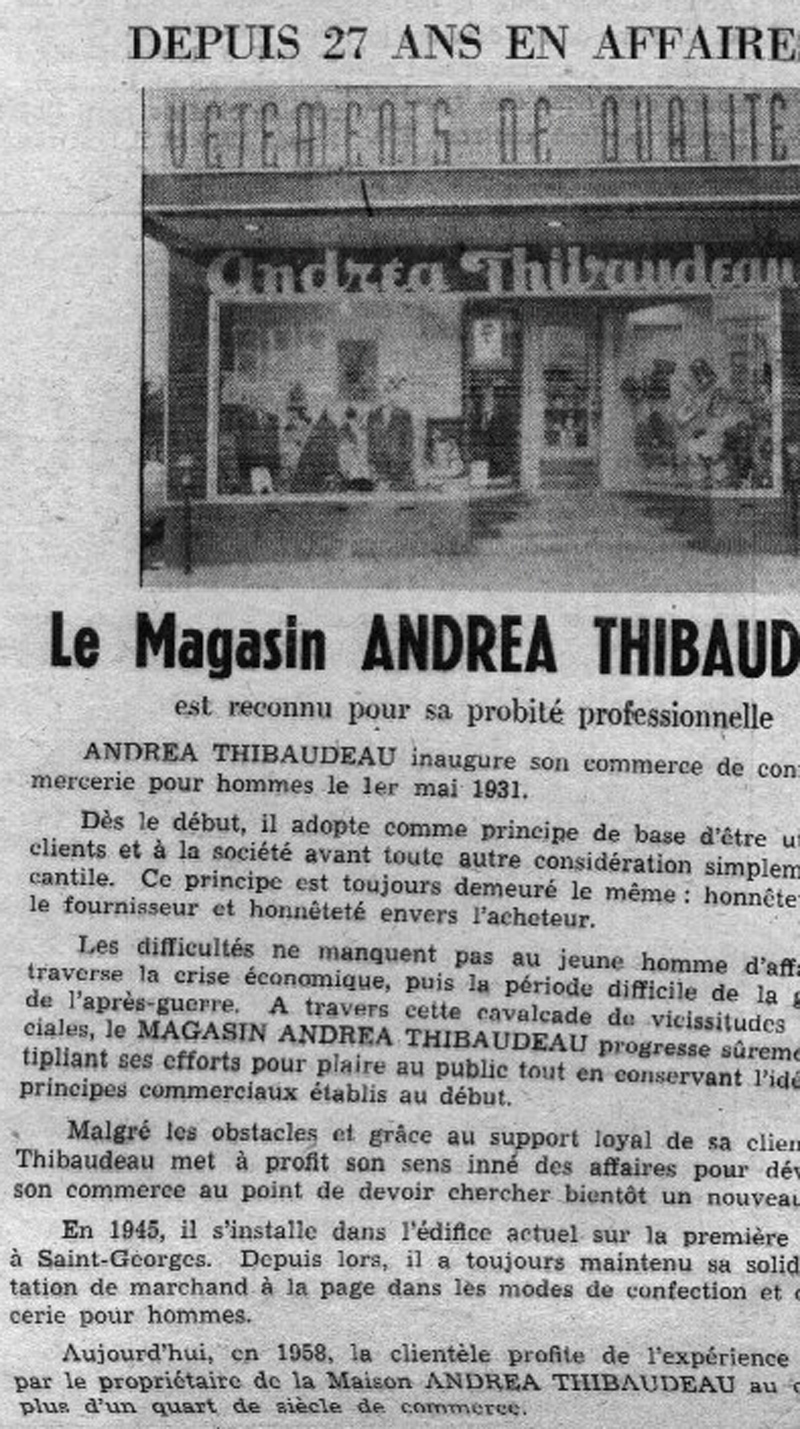 DEPUIS 27 ANS EN AFFAIRES
VETEMENTS DE QUALITE
Andréa Thibaudeau
Le Magasin ANDREA THIBAUD
est reconnu pour sa probité professionnelle
ANDREA THIBAUDEAU inaugure son commerce de con
mercerie pour hommes le 1er mai 1931.
Dès le début, il adopte comme principe de base d'être
clients et à la société avant toute autre considération simplem
cantile. Ce principe est toujours demeuré le même : honnête
le fournisseur et honnêteté envers l'acheteur.
Les difficultés ne manquent pas au jeune homme d'affa
traverse la crise économique, puis la période difficile de la
de l'après-guerre. A travers cette cavalcade de vicissitudes
ciales, le MAGASIN ANDREA THIBAUDEAU progresse sûreme
tipliant ses efforts pour plaire au public tout en conservant l'idé
principes commerciaux établis au début.
Malgré les obstacles et grâce au support loyal de sa clien
Thibaudeau met à profit son sens inné des affaires pour dév
son commerce au point de devoir chercher bientôt un nouveau
En 1945, il s'installe dans l'édifice actuel sur la première
à Saint-Georges. Depuis lors, il a toujours maintenu sa solid
tation de marchand à la page dans les modes de confection et
cerie pour hommes.
Aujourd'hui, en 1958, la clientèle profite de l'expérience
par le propriétaire de la Maison ANDREA THIBAUDEAU au
plus d'un quart de siècle de commerce.